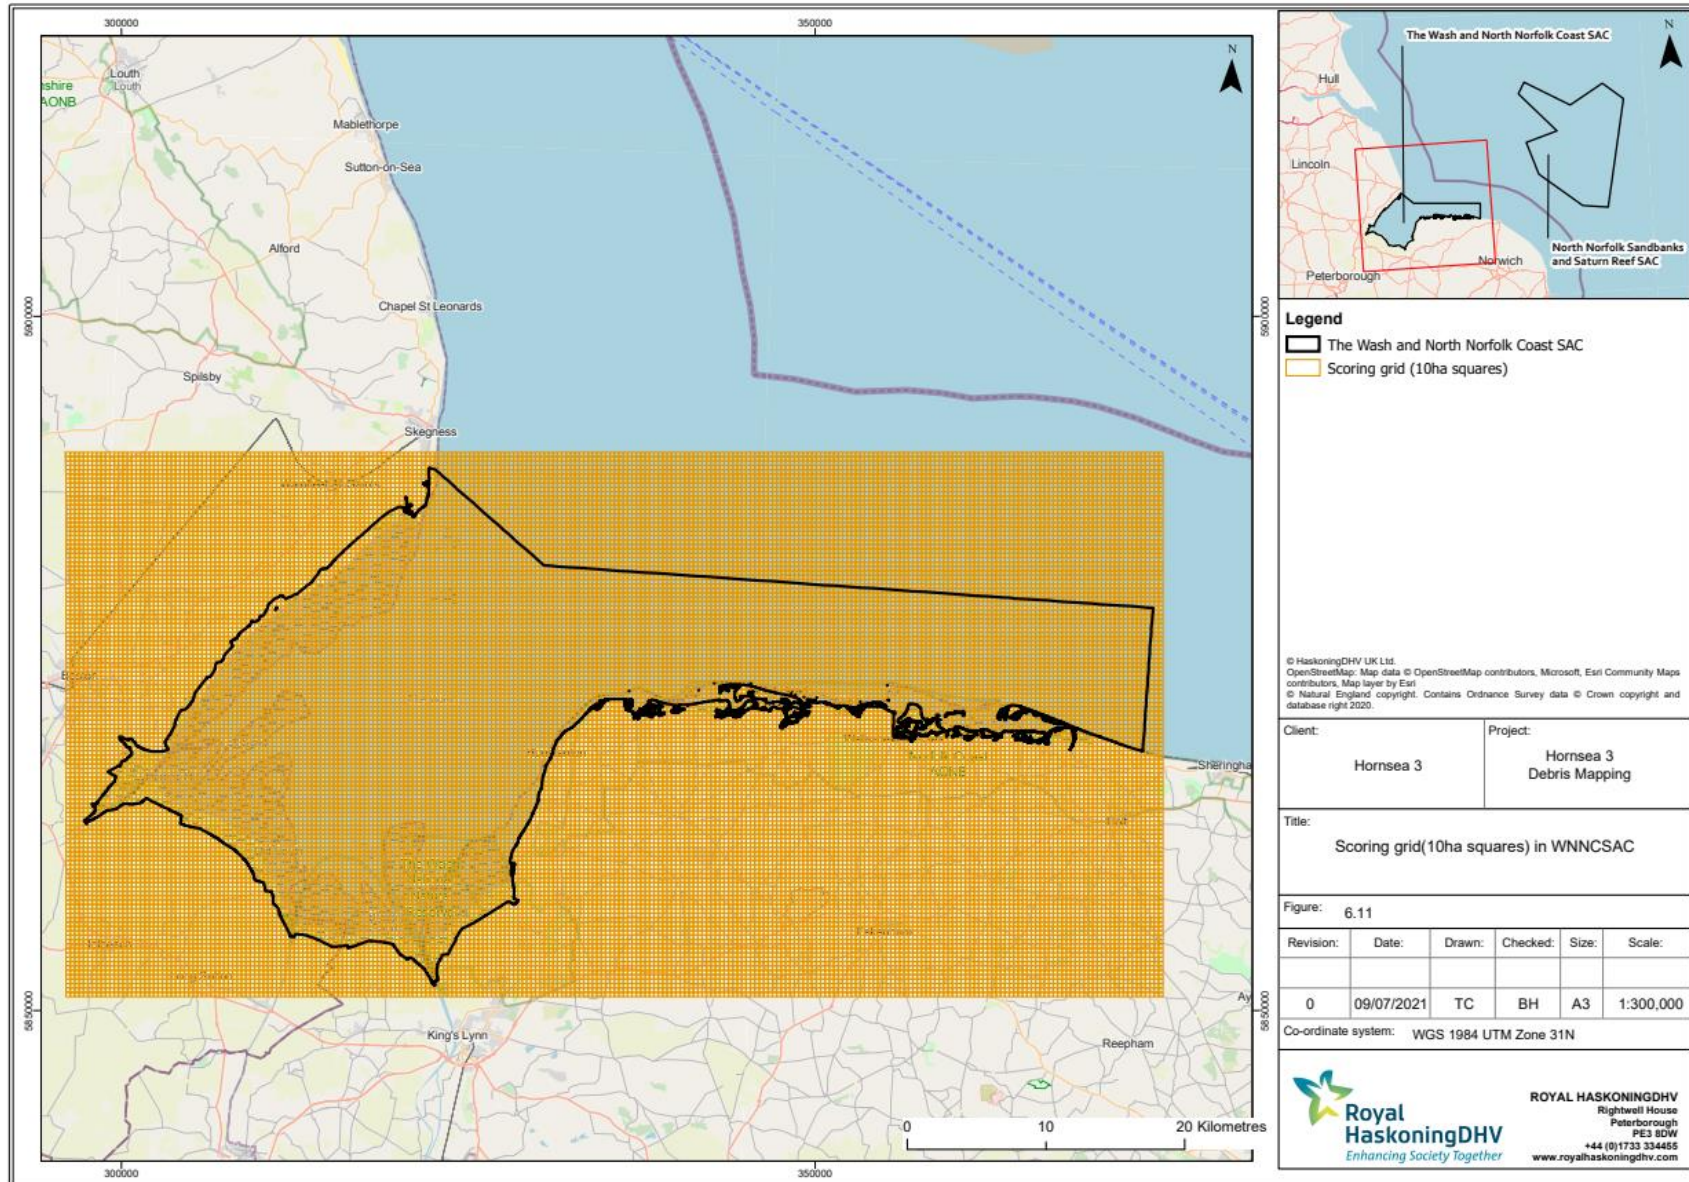 300000
350000
N
Louth
Louth
shire
AONB
Mablethorpe
Sutton-on-Sea
Alford
Chapel St Leonards
5900000
5900000
Spilsby
Skegness
Sheringha
5850000
5850000
King's Lynn
Ay
Reepham
0
10
20 Kilometres
300000
350000
The Wash and North Norfolk Coast SAC
N
Hull
Lincoln
Peterborough
Norwich
North Norfolk Sandbanks
and Saturn Reef SAC
Legend
The Wash and North Norfolk Coast SAC
Scoring grid (10ha squares)
© HaskoningDHV UK Ltd.
OpenStreetMap: Map data © OpenStreetMap contributors, Microsoft, Esri Community Maps
contributors, Map layer by Esri
© Natural England copyright. Contains Ordnance Survey data © Crown copyright and
database right 2020.
Client:
Hornsea 3
Project:
Hornsea 3
Debris Mapping
Title:
Scoring grid(10ha squares) in WNNCSAC
Figure: 6.11
Revision: Date: Drawn: Checked: Size: Scale:
0 09/07/2021 TC BH A3 1:300,000
Co-ordinate system: WGS 1984 UTM Zone 31N
Royal
HaskoningDHV
Enhancing Society Together
ROYAL HASKONINGDHV
Rightwell House
Peterborough
PE3 8DW
+44 (0)1733 334455
www.royalhaskoningdhv.com